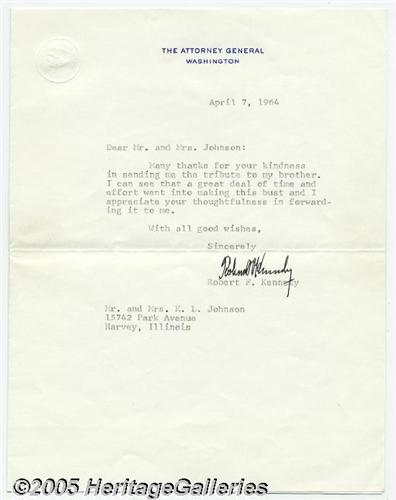 THE ATTORNEY GENERAL
WASHINGTON
April 7, 1964
Dear Mr. and Mrs. Johnson:
Many thanks for your kindness
in sending me the tribute to my brother.
I can see that a great deal of time and
effort went into making this bust and I
appreciate your thoughtfulness in forward-
ing it to me.
With all good wishes,
Sincerely
Robert F. Kennedy
Mr. and Mrs. K. L. Johnson
15742 Park Avenue
Harvey, Illinois
©2005 HeritageGalleries